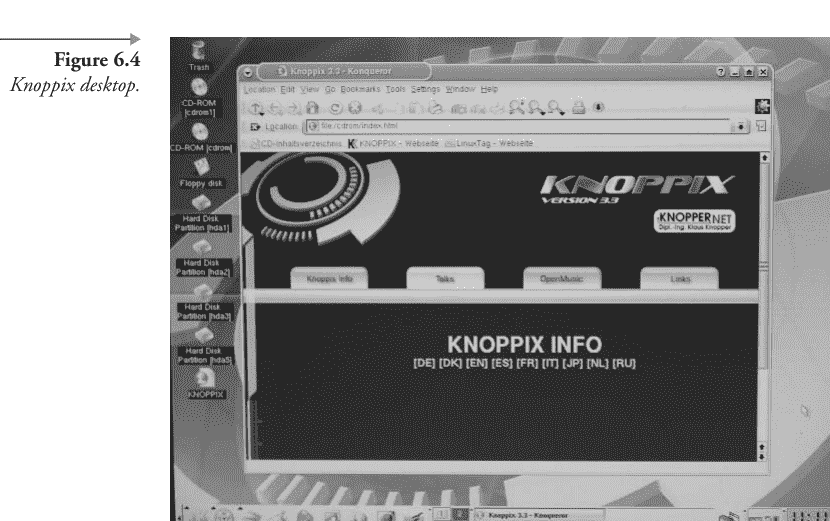 Figure 6.4
Knoppix desktop.
Trash
CD-ROM
[cdrom1]
CD-ROM [cdrom]
Floppy disk
Hard Disk
Partition [hda1]
Hard Disk
Partition [hda2]
Hard Disk
Partition [hda3]
Hard Disk
Partition [hda5]
KNOPPIX
Knoppix 3.3 - Konqueror
Location Edit View Go Bookmarks Tools Settings Window Help
Location: file:/cdrom/index.html
CD-Inhaltsverzeichnis KNOPPIX - Webseite LinuxTag - Webseite
KNOPPIX
VERSION 3.3
KNOPPER.NET
Dipl.-Ing. Klaus Knopper
Knoppix Info Talks OpenMusic Links
KNOPPIX INFO
[DE] [DK] [EN] [ES] [FR] [IT] [JP] [NL] [RU]
Knoppix 3.3 - Konqueror